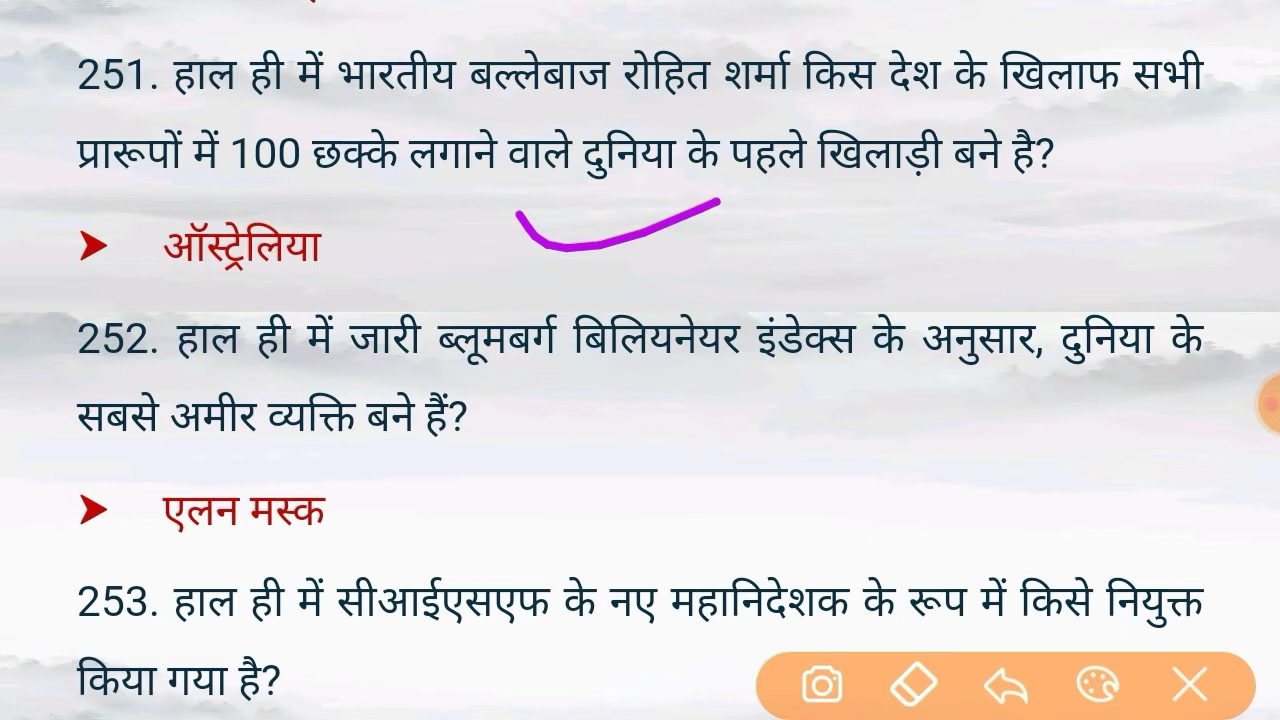 251. हाल ही में भारतीय बल्लेबाज रोहित शर्मा किस देश के खिलाफ सभी
प्रारूपों में 100 छक्के लगाने वाले दुनिया के पहले खिलाड़ी बने है?
➤ ऑस्ट्रेलिया
252. हाल ही में जारी ब्लूमबर्ग बिलियनेयर इंडेक्स के अनुसार, दुनिया के
सबसे अमीर व्यक्ति बने हैं?
➤ एलन मस्क
253. हाल ही में सीआईएसएफ के नए महानिदेशक के रूप में किसे नियुक्त
किया गया है?